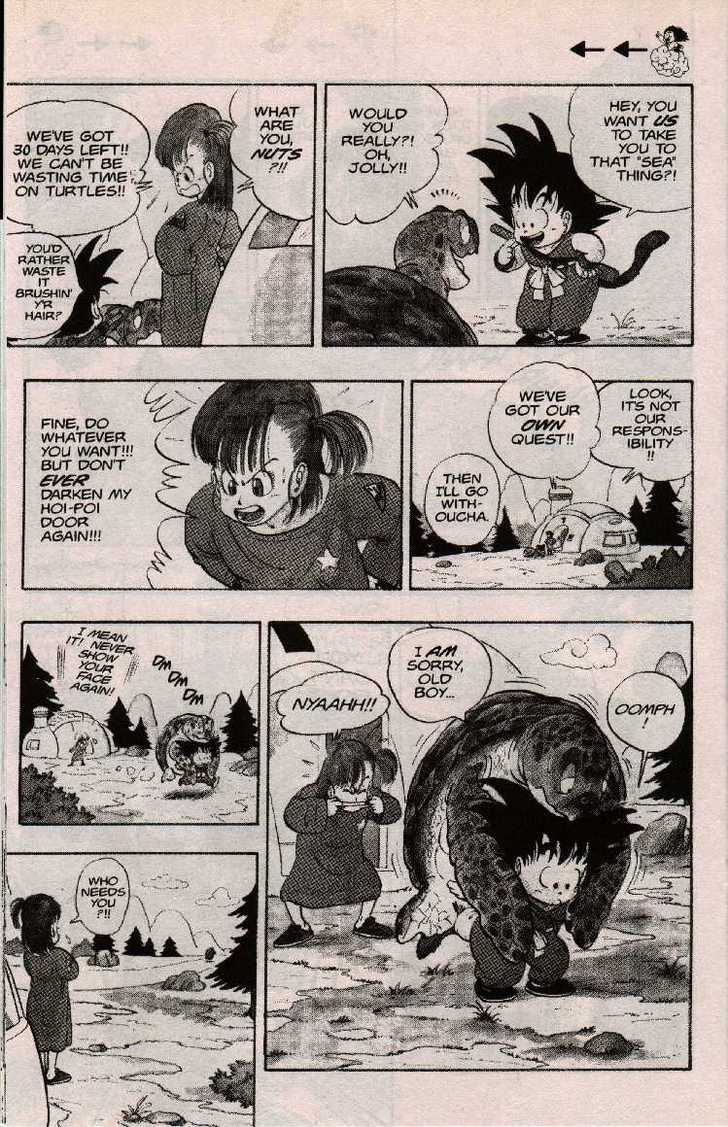 HEY, YOU
WANT US
TO TAKE
YOU TO
THAT "SEA"
THING?!
WOULD
YOU
REALLY?!
OH,
JOLLY!!
WHAT
ARE
YOU,
NUTS
?!!
WE'VE GOT
30 DAYS LEFT!!
WE CAN'T BE
WASTING TIME
ON TURTLES!!
YOU'D
RATHER
WASTE
IT
BRUSHIN'
Y'R
HAIR?
LOOK,
IT'S NOT
OUR
RESPONS-
IBILITY
!!
WE'VE
GOT OUR
OWN
QUEST!!
THEN
I'LL GO
WITH-
OUCHA.
FINE, DO
WHATEVER
YOU WANT!!!
BUT DON'T
EVER
DARKEN MY
HOI-POI
DOOR
AGAIN!!!
OOMPH
!
I AM
SORRY,
OLD
BOY...
NYAAHH!!
I MEAN
IT! NEVER
SHOW
YOUR
FACE
AGAIN!
DM
DM
DM
WHO
NEEDS
YOU
?!!